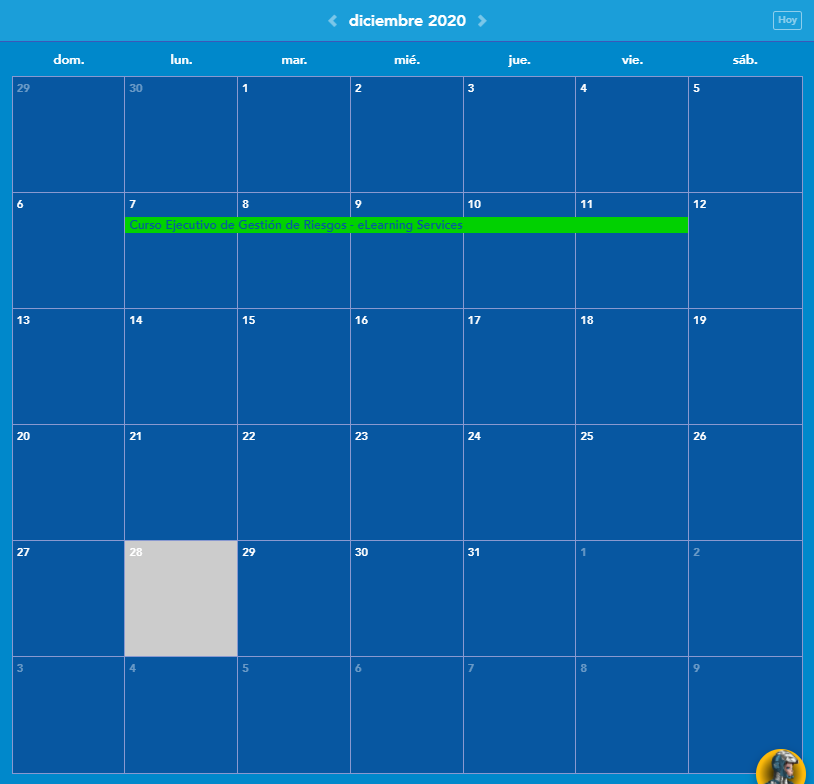 diciembre 2020
Hoy
dom. lun. mar. mié. jue. vie. sáb.
29 30 1 2 3 4 5
6 7 8 9 10 11 12
Curso Ejecutivo de Gestión de Riesgos - eLearning Services
13 14 15 16 17 18 19
20 21 22 23 24 25 26
27 28 29 30 31 1 2
3 4 5 6 7 8 9